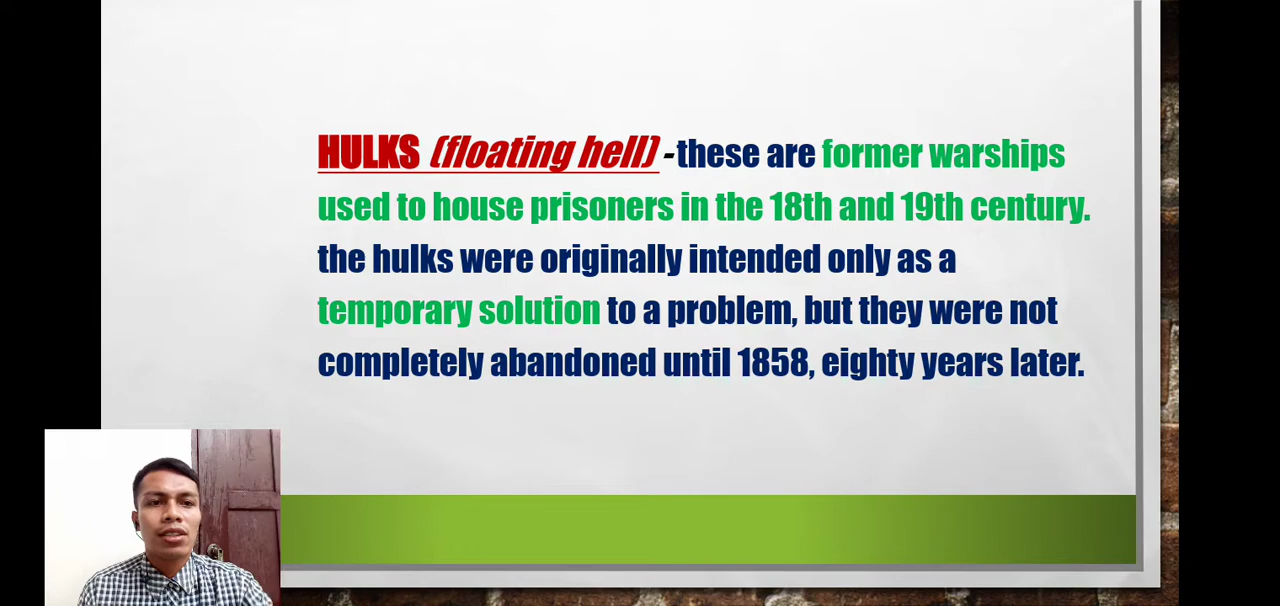 HULKS (floating hell) -these are former warships
used to house prisoners in the 18th and 19th century.
the hulks were originally intended only as a
temporary solution to a problem, but they were not
completely abandoned until 1858, eighty years later.